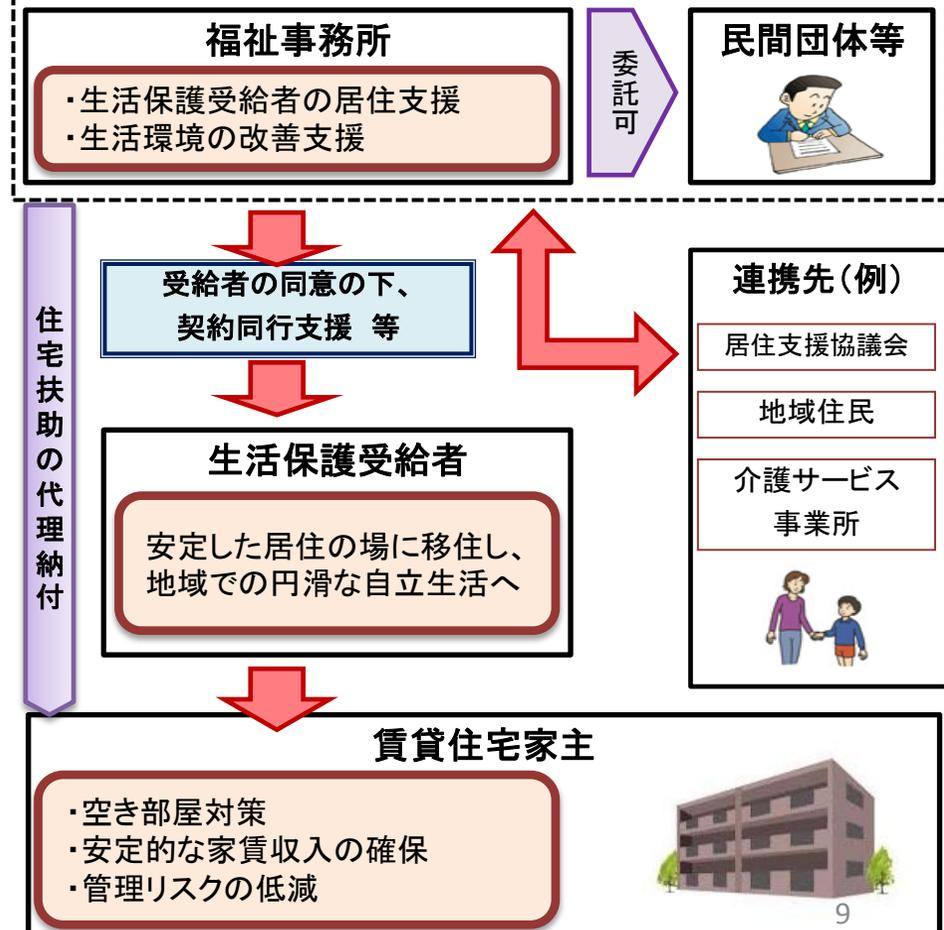 福祉事務所
・生活保護受給者の居住支援
・生活環境の改善支援
委託可
民間団体等
住宅扶助の代理納付
受給者の同意の下、
契約同行支援 等
連携先(例)
居住支援協議会
地域住民
介護サービス
事業所
生活保護受給者
安定した居住の場に移住し、
地域での円滑な自立生活へ
賃貸住宅家主
・空き部屋対策
・安定的な家賃収入の確保
・管理リスクの低減
9